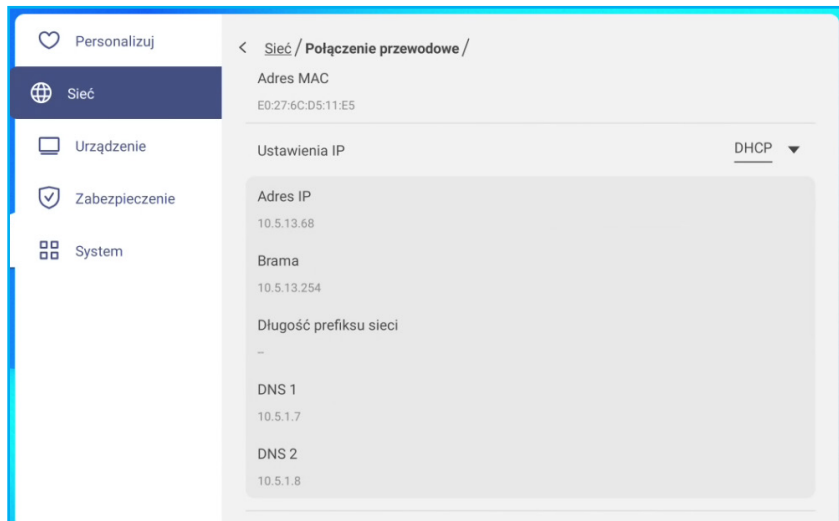 Personalizuj
Sieć
Urządzenie
Zabezpieczenie
System
< Sieć / Połączenie przewodowe /
Adres MAC
E0:27:6C:D5:11:E5
Ustawienia IP
DHCP
Adres IP
10.5.13.68
Brama
10.5.13.254
Długość prefiksu sieci
–
DNS 1
10.5.1.7
DNS 2
10.5.1.8